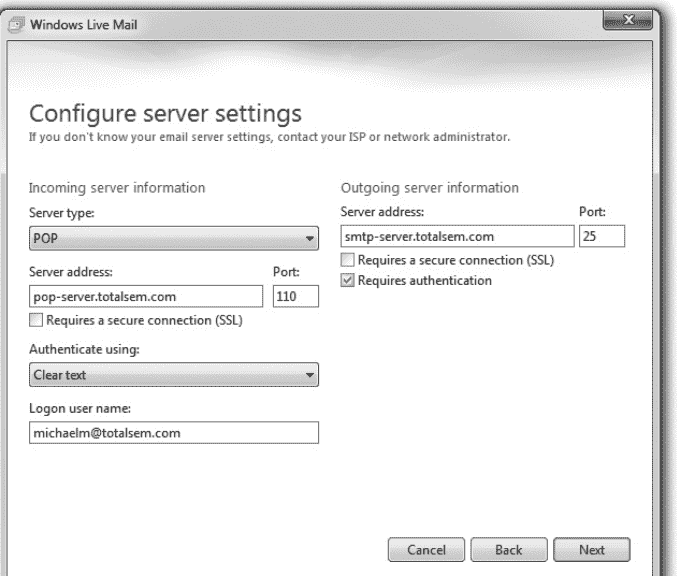 Windows Live Mail
Configure server settings
If you don't know your email server settings, contact your ISP or network administrator.
Incoming server information
Server type:
POP
Server address: Port:
pop-server.totalsem.com 110
Requires a secure connection (SSL)
Authenticate using:
Clear text
Logon user name:
michaelm@totalsem.com
Outgoing server information
Server address: Port:
smtp-server.totalsem.com 25
Requires a secure connection (SSL)
Requires authentication
Cancel Back Next